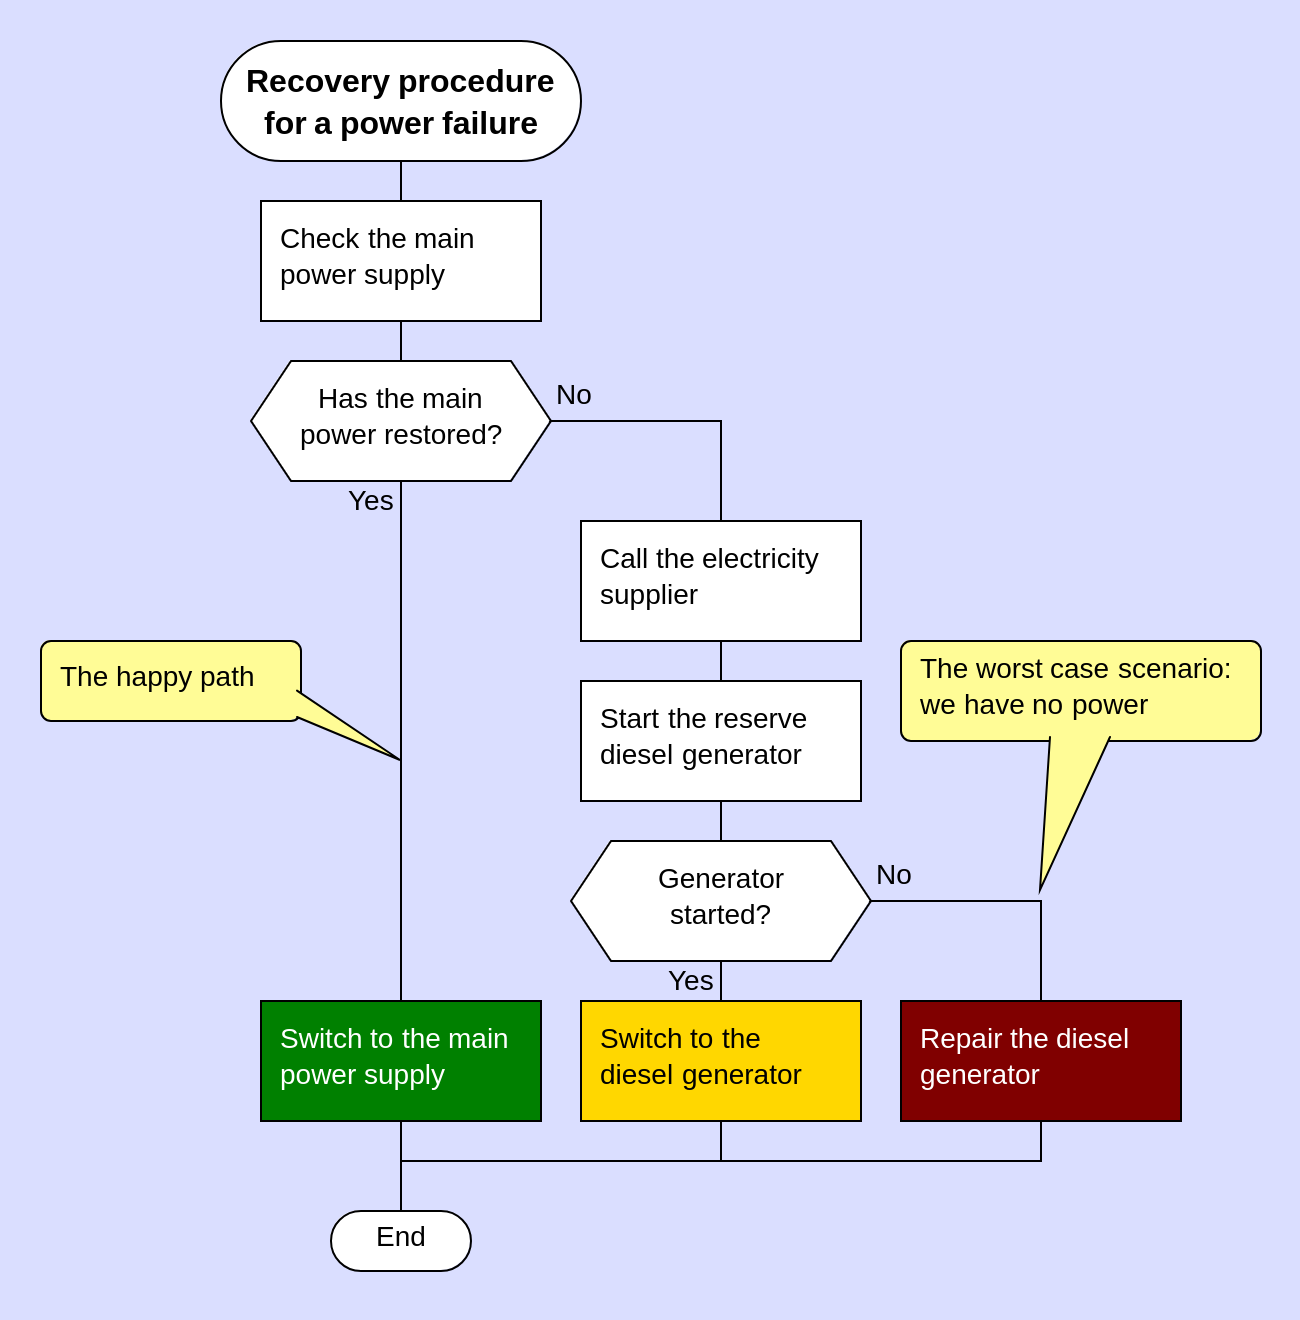 Recovery procedure
for a power failure
Check the main
power supply
Has the main
power restored?
No
Yes
Call the electricity
supplier
The happy path
Start the reserve
diesel generator
The worst case scenario:
we have no power
Generator
started?
No
Yes
Switch to the main
power supply
Switch to the
diesel generator
Repair the diesel
generator
End